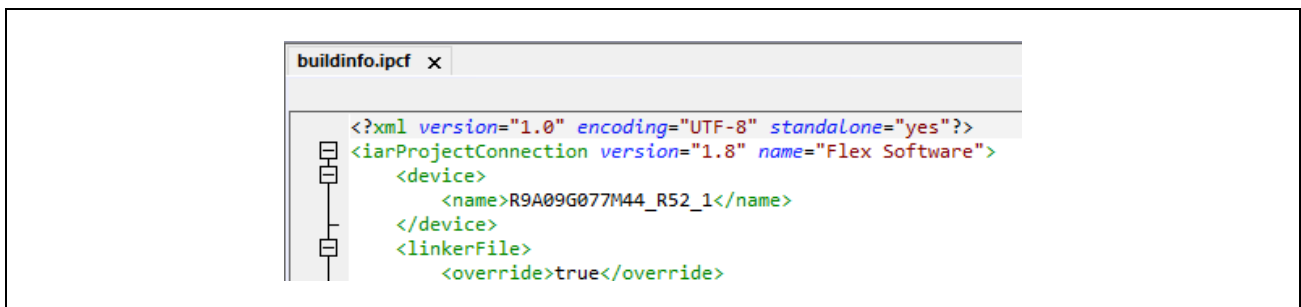 buildinfo.ipcf x
<?xml version="1.0" encoding="UTF-8" standalone="yes"?>
<iarProjectConnection version="1.8" name="Flex Software">
<device>
<name>R9A09G077M44_R52_1</name>
</device>
<linkerFile>
<override>true</override>